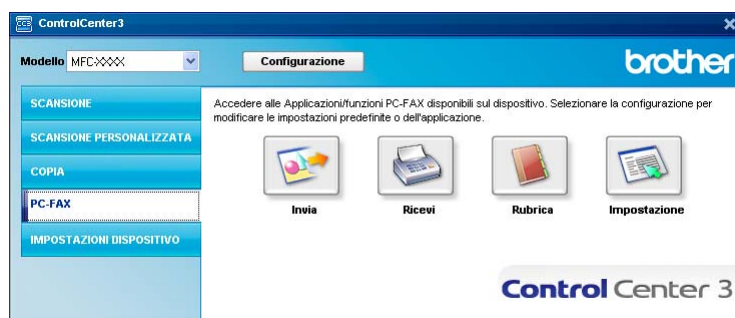 ControlCenter3
Modello MFC-XXXX Configurazione brother
SCANSIONE
SCANSIONE PERSONALIZZATA
COPIA
PC-FAX
IMPOSTAZIONI DISPOSITIVO
Accedere alle Applicazioni/funzioni PC-FAX disponibili sul dispositivo. Selezionare la configurazione per
modificare le impostazioni predefinite o dell'applicazione.
Invia Ricevi Rubrica Impostazione
Control Center 3